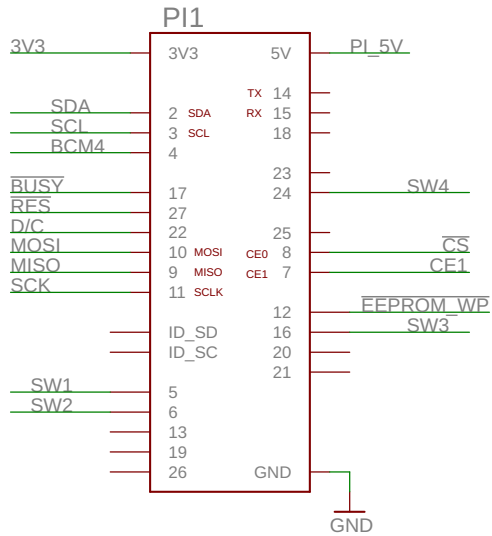 PI1
3V3 3V3 5V PI_5V
TX 14
SDA 2 SDA RX 15
SCL 3 SCL 18
BCM4 4
23
BUSY 17 24 SW4
RES 27
D/C 22 25
MOSI 10 MOSI CE0 8 CS
MISO 9 MISO CE1 7 CE1
SCK 11 SCLK
12 EEPROM_WP
ID_SD 16 SW3
ID_SC 20
21
SW1 5
SW2 6
13
19
26 GND
GND